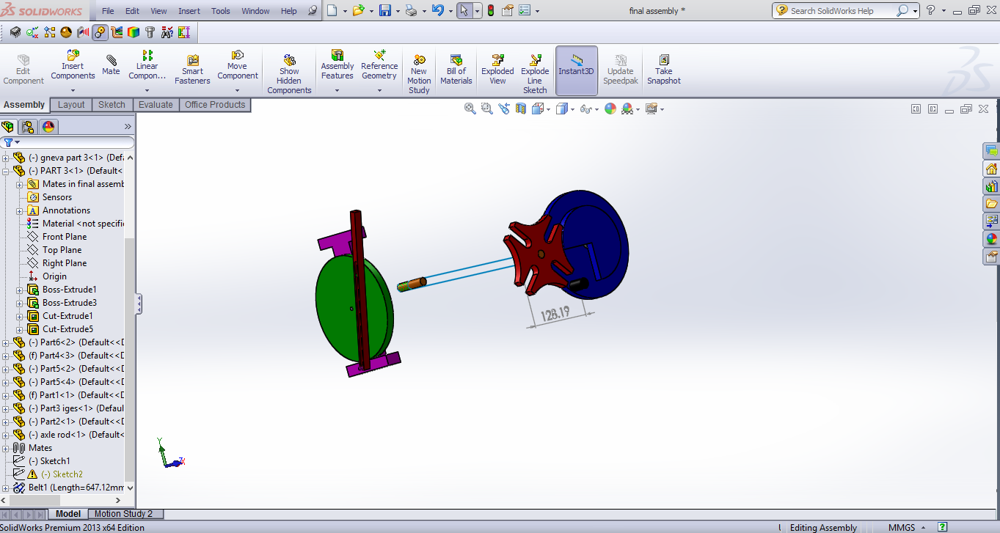 SOLIDWORKS File Edit View Insert Tools Window Help final assembly * Search SolidWorks Help ?
Edit Component
Insert Components
Mate
Linear Compon...
Smart Fasteners
Move Component
Show Hidden Components
Assembly Features
Reference Geometry
New Motion Study
Bill of Materials
Exploded View
Explode Line Sketch
Instant3D
Update Speedpak
Take Snapshot
Assembly Layout Sketch Evaluate Office Products
(-) gneva part 3<1> (Defa
(-) PART 3<1> (Default<
Mates in final assemb
Sensors
A Annotations
Material <not specifi
Front Plane
Top Plane
Right Plane
Origin
Boss-Extrude1
Boss-Extrude3
Cut-Extrude1
Cut-Extrude5
(-) Part6<2> (Default<<D
(f) Part4<3> (Default<<D
(-) Part5<2> (Default<<D
(-) Part5<4> (Default<<D
(f) Part1<1> (Default<<D
(-) Part3 iges<1> (Defaul
(-) Part2<1> (Default<<D
(-) axle rod<1> (Default<
Mates
(-) Sketch1
(-) Sketch2
Belt1 (Length=647.12mm
128.19
Y
Z X
Model Motion Study 2
SolidWorks Premium 2013 x64 Edition Editing Assembly MMGS ?